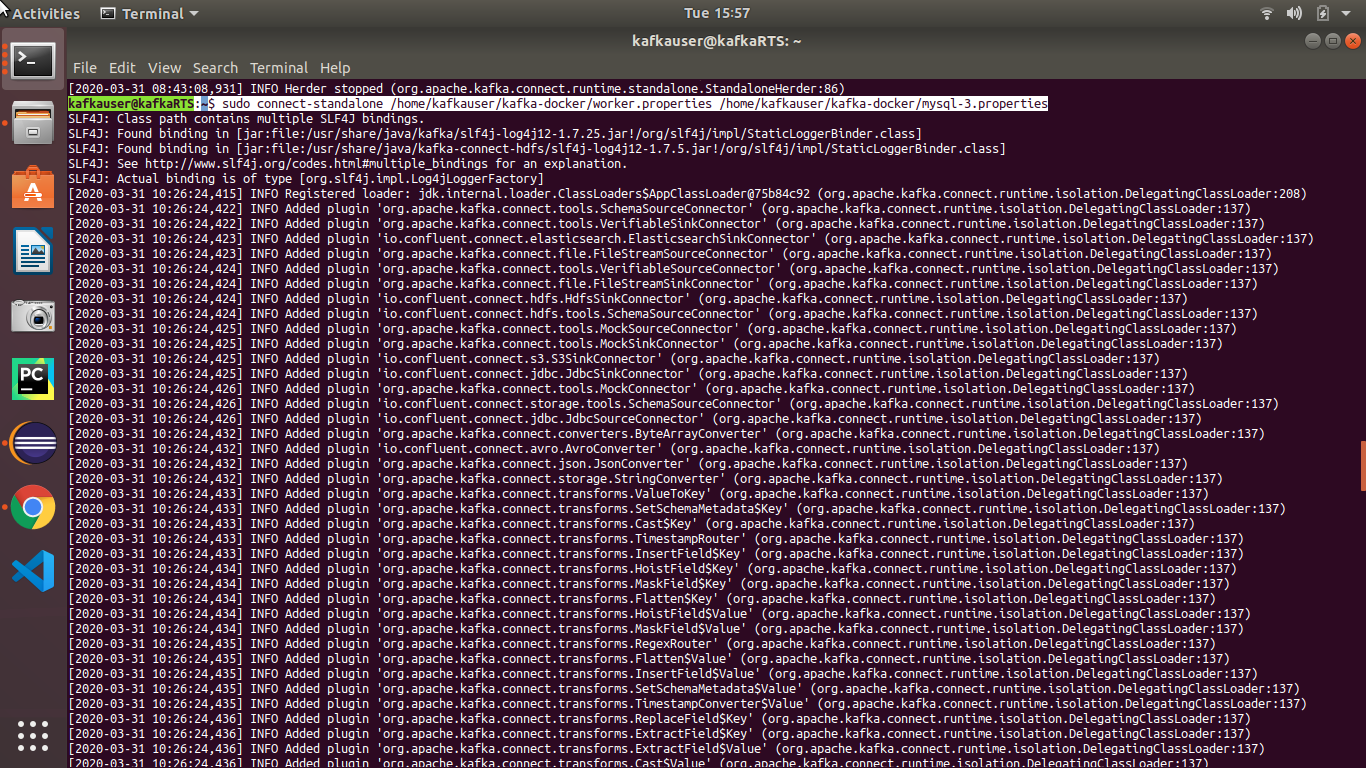 Activities
Terminal
Tue 15:57
kafkauser@kafkaRTS: ~
File Edit View Search Terminal Help
[2020-03-31 08:43:08,931] INFO Herder stopped (org.apache.kafka.connect.runtime.standalone.StandaloneHerder:86)
kafkauser@kafkaRTS:~$ sudo connect-standalone /home/kafkauser/kafka-docker/worker.properties /home/kafkauser/kafka-docker/mysql-3.properties
SLF4J: Class path contains multiple SLF4J bindings.
SLF4J: Found binding in [jar:file:/usr/share/java/kafka/slf4j-log4j12-1.7.25.jar!/org/slf4j/impl/StaticLoggerBinder.class]
SLF4J: Found binding in [jar:file:/usr/share/java/kafka-connect-hdfs/slf4j-log4j12-1.7.5.jar!/org/slf4j/impl/StaticLoggerBinder.class]
SLF4J: See http://www.slf4j.org/codes.html#multiple_bindings for an explanation.
SLF4J: Actual binding is of type [org.slf4j.impl.Log4jLoggerFactory]
[2020-03-31 10:26:24,415] INFO Registered loader: jdk.internal.loader.ClassLoaders$AppClassLoader@75b84c92 (org.apache.kafka.connect.runtime.isolation.DelegatingClassLoader:208)
[2020-03-31 10:26:24,422] INFO Added plugin 'org.apache.kafka.connect.tools.SchemaSourceConnector' (org.apache.kafka.connect.runtime.isolation.DelegatingClassLoader:137)
[2020-03-31 10:26:24,422] INFO Added plugin 'org.apache.kafka.connect.tools.VerifiableSinkConnector' (org.apache.kafka.connect.runtime.isolation.DelegatingClassLoader:137)
[2020-03-31 10:26:24,423] INFO Added plugin 'io.confluent.connect.elasticsearch.ElasticsearchSinkConnector' (org.apache.kafka.connect.runtime.isolation.DelegatingClassLoader:137)
[2020-03-31 10:26:24,423] INFO Added plugin 'org.apache.kafka.connect.file.FileStreamSourceConnector' (org.apache.kafka.connect.runtime.isolation.DelegatingClassLoader:137)
[2020-03-31 10:26:24,424] INFO Added plugin 'org.apache.kafka.connect.tools.VerifiableSourceConnector' (org.apache.kafka.connect.runtime.isolation.DelegatingClassLoader:137)
[2020-03-31 10:26:24,424] INFO Added plugin 'org.apache.kafka.connect.file.FileStreamSinkConnector' (org.apache.kafka.connect.runtime.isolation.DelegatingClassLoader:137)
[2020-03-31 10:26:24,424] INFO Added plugin 'io.confluent.connect.hdfs.HdfsSinkConnector' (org.apache.kafka.connect.runtime.isolation.DelegatingClassLoader:137)
[2020-03-31 10:26:24,424] INFO Added plugin 'io.confluent.connect.hdfs.tools.SchemaSourceConnector' (org.apache.kafka.connect.runtime.isolation.DelegatingClassLoader:137)
[2020-03-31 10:26:24,425] INFO Added plugin 'org.apache.kafka.connect.tools.MockSourceConnector' (org.apache.kafka.connect.runtime.isolation.DelegatingClassLoader:137)
[2020-03-31 10:26:24,425] INFO Added plugin 'org.apache.kafka.connect.tools.MockSinkConnector' (org.apache.kafka.connect.runtime.isolation.DelegatingClassLoader:137)
[2020-03-31 10:26:24,425] INFO Added plugin 'io.confluent.connect.s3.S3SinkConnector' (org.apache.kafka.connect.runtime.isolation.DelegatingClassLoader:137)
[2020-03-31 10:26:24,425] INFO Added plugin 'io.confluent.connect.jdbc.JdbcSinkConnector' (org.apache.kafka.connect.runtime.isolation.DelegatingClassLoader:137)
[2020-03-31 10:26:24,426] INFO Added plugin 'org.apache.kafka.connect.tools.MockConnector' (org.apache.kafka.connect.runtime.isolation.DelegatingClassLoader:137)
[2020-03-31 10:26:24,426] INFO Added plugin 'io.confluent.connect.storage.tools.SchemaSourceConnector' (org.apache.kafka.connect.runtime.isolation.DelegatingClassLoader:137)
[2020-03-31 10:26:24,426] INFO Added plugin 'io.confluent.connect.jdbc.JdbcSourceConnector' (org.apache.kafka.connect.runtime.isolation.DelegatingClassLoader:137)
[2020-03-31 10:26:24,432] INFO Added plugin 'org.apache.kafka.connect.converters.ByteArrayConverter' (org.apache.kafka.connect.runtime.isolation.DelegatingClassLoader:137)
[2020-03-31 10:26:24,432] INFO Added plugin 'io.confluent.connect.avro.AvroConverter' (org.apache.kafka.connect.runtime.isolation.DelegatingClassLoader:137)
[2020-03-31 10:26:24,432] INFO Added plugin 'org.apache.kafka.connect.json.JsonConverter' (org.apache.kafka.connect.runtime.isolation.DelegatingClassLoader:137)
[2020-03-31 10:26:24,432] INFO Added plugin 'org.apache.kafka.connect.storage.StringConverter' (org.apache.kafka.connect.runtime.isolation.DelegatingClassLoader:137)
[2020-03-31 10:26:24,433] INFO Added plugin 'org.apache.kafka.connect.transforms.ValueToKey' (org.apache.kafka.connect.runtime.isolation.DelegatingClassLoader:137)
[2020-03-31 10:26:24,433] INFO Added plugin 'org.apache.kafka.connect.transforms.SetSchemaMetadata$Key' (org.apache.kafka.connect.runtime.isolation.DelegatingClassLoader:137)
[2020-03-31 10:26:24,433] INFO Added plugin 'org.apache.kafka.connect.transforms.Cast$Key' (org.apache.kafka.connect.runtime.isolation.DelegatingClassLoader:137)
[2020-03-31 10:26:24,433] INFO Added plugin 'org.apache.kafka.connect.transforms.TimestampRouter' (org.apache.kafka.connect.runtime.isolation.DelegatingClassLoader:137)
[2020-03-31 10:26:24,433] INFO Added plugin 'org.apache.kafka.connect.transforms.InsertField$Key' (org.apache.kafka.connect.runtime.isolation.DelegatingClassLoader:137)
[2020-03-31 10:26:24,434] INFO Added plugin 'org.apache.kafka.connect.transforms.HoistField$Key' (org.apache.kafka.connect.runtime.isolation.DelegatingClassLoader:137)
[2020-03-31 10:26:24,434] INFO Added plugin 'org.apache.kafka.connect.transforms.MaskField$Key' (org.apache.kafka.connect.runtime.isolation.DelegatingClassLoader:137)
[2020-03-31 10:26:24,434] INFO Added plugin 'org.apache.kafka.connect.transforms.Flatten$Key' (org.apache.kafka.connect.runtime.isolation.DelegatingClassLoader:137)
[2020-03-31 10:26:24,434] INFO Added plugin 'org.apache.kafka.connect.transforms.HoistField$Value' (org.apache.kafka.connect.runtime.isolation.DelegatingClassLoader:137)
[2020-03-31 10:26:24,434] INFO Added plugin 'org.apache.kafka.connect.transforms.MaskField$Value' (org.apache.kafka.connect.runtime.isolation.DelegatingClassLoader:137)
[2020-03-31 10:26:24,435] INFO Added plugin 'org.apache.kafka.connect.transforms.RegexRouter' (org.apache.kafka.connect.runtime.isolation.DelegatingClassLoader:137)
[2020-03-31 10:26:24,435] INFO Added plugin 'org.apache.kafka.connect.transforms.Flatten$Value' (org.apache.kafka.connect.runtime.isolation.DelegatingClassLoader:137)
[2020-03-31 10:26:24,435] INFO Added plugin 'org.apache.kafka.connect.transforms.InsertField$Value' (org.apache.kafka.connect.runtime.isolation.DelegatingClassLoader:137)
[2020-03-31 10:26:24,435] INFO Added plugin 'org.apache.kafka.connect.transforms.SetSchemaMetadata$Value' (org.apache.kafka.connect.runtime.isolation.DelegatingClassLoader:137)
[2020-03-31 10:26:24,435] INFO Added plugin 'org.apache.kafka.connect.transforms.TimestampConverter$Value' (org.apache.kafka.connect.runtime.isolation.DelegatingClassLoader:137)
[2020-03-31 10:26:24,436] INFO Added plugin 'org.apache.kafka.connect.transforms.ReplaceField$Key' (org.apache.kafka.connect.runtime.isolation.DelegatingClassLoader:137)
[2020-03-31 10:26:24,436] INFO Added plugin 'org.apache.kafka.connect.transforms.ExtractField$Key' (org.apache.kafka.connect.runtime.isolation.DelegatingClassLoader:137)
[2020-03-31 10:26:24,436] INFO Added plugin 'org.apache.kafka.connect.transforms.ExtractField$Value' (org.apache.kafka.connect.runtime.isolation.DelegatingClassLoader:137)
[2020-03-31 10:26:24,436] INFO Added plugin 'org.apache.kafka.connect.transforms.Cast$Value' (org.apache.kafka.connect.runtime.isolation.DelegatingClassLoader:137)
PC